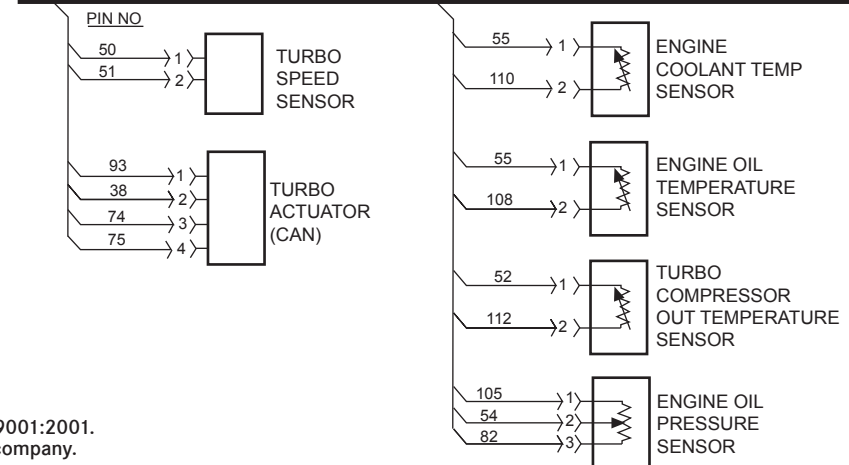 PIN NO
50 1 TURBO
51 2 SPEED
SENSOR
93 1
38 2 TURBO
74 3 ACTUATOR
75 4 (CAN)
55 1 ENGINE
COOLANT TEMP
110 2 SENSOR
55 1 ENGINE OIL
TEMPERATURE
108 2 SENSOR
52 1 TURBO
COMPRESSOR
112 2 OUT TEMPERATURE
SENSOR
105 1 ENGINE OIL
54 2 PRESSURE
82 3 SENSOR
9001:2001.
company.